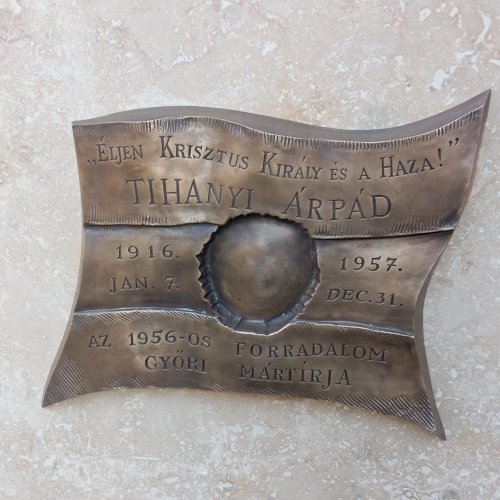 „Éljen Krisztus Király és a Haza!”
TIHANYI ÁRPÁD
1916. 1957.
JAN. 7. DEC. 31.
AZ 1956-OS FORRADALOM
GYŐRI MÁRTÍRJA